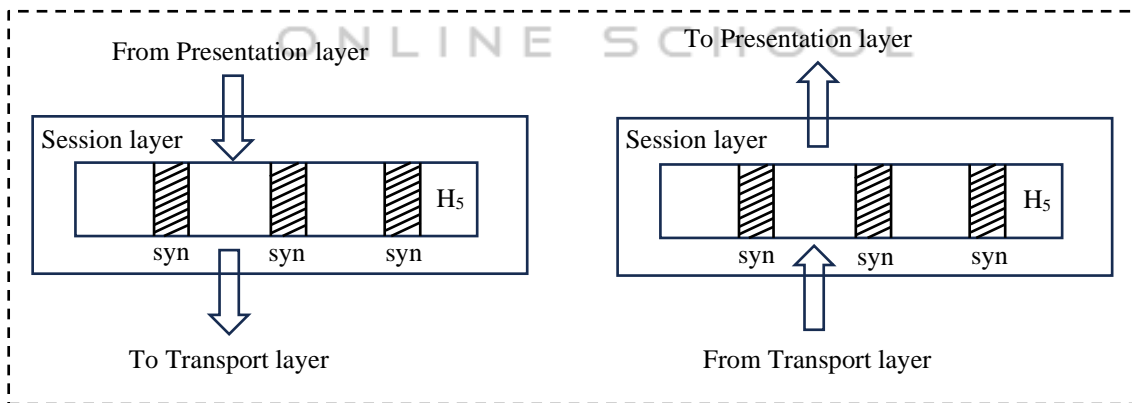 ONLINE SCHOOL
From Presentation layer
Session layer
H5
syn syn syn
To Transport layer
To Presentation layer
Session layer
H5
syn syn syn
From Transport layer